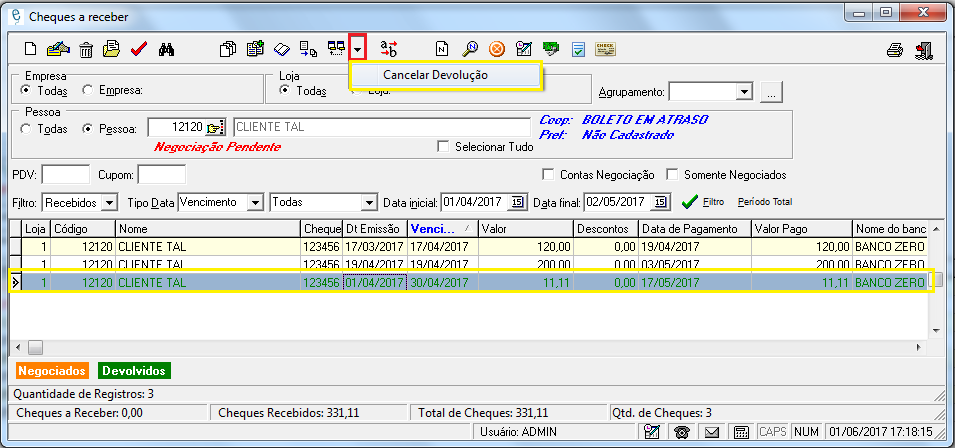 Cheques a receber
Cancelar Devolução
Empresa
Todas Empresa:
Loja
Todas
Agrupamento: ...
Pessoa
Todas Pessoa: 12120 CLIENTE TAL
Negociação Pendente
Selecionar Tudo
Coop: BOLETO EM ATRASO
Pref: Não Cadastrado
PDV: Cupom: Contas Negociação Somente Negociados
Filtro: Recebidos Tipo Data Vencimento Todas Data inicial: 01/04/2017 15 Data final: 02/05/2017 15 Filtro Período Total
Loja Código Nome Cheque Dt Emissão Venci... Valor Descontos Data de Pagamento Valor Pago Nome do banc
1 12120 CLIENTE TAL 123456 17/03/2017 17/04/2017 120,00 0,00 19/04/2017 120,00 BANCO ZERO
1 12120 CLIENTE TAL 123456 19/04/2017 19/04/2017 200,00 0,00 03/05/2017 200,00 BANCO ZERO
1 12120 CLIENTE TAL 123456 01/04/2017 30/04/2017 11,11 0,00 17/05/2017 11,11 BANCO ZERO
Negociados Devolvidos
Quantidade de Registros: 3
Cheques a Receber: 0,00 Cheques Recebidos: 331,11 Total de Cheques: 331,11 Qtd. de Cheques: 3
Usuário: ADMIN CAPS NUM 01/06/2017 17:18:15